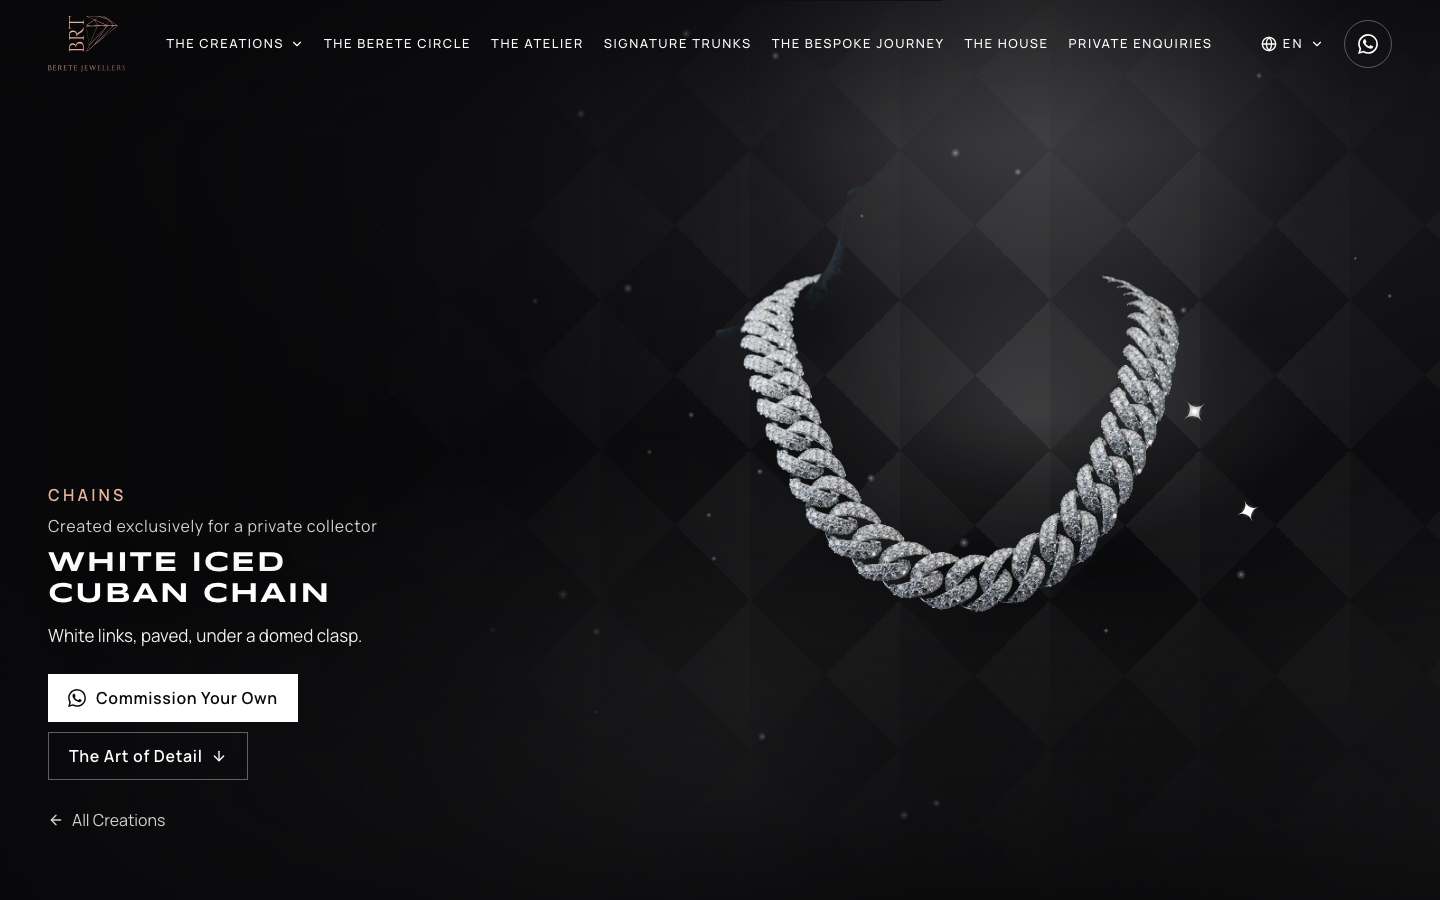 BRT
BERETE JEWELLERS
THE CREATIONS
THE BERETE CIRCLE
THE ATELIER
SIGNATURE TRUNKS
THE BESPOKE JOURNEY
THE HOUSE
PRIVATE ENQUIRIES
EN
CHAINS
Created exclusively for a private collector
WHITE ICED
CUBAN CHAIN
White links, paved, under a domed clasp.
Commission Your Own
The Art of Detail
All Creations